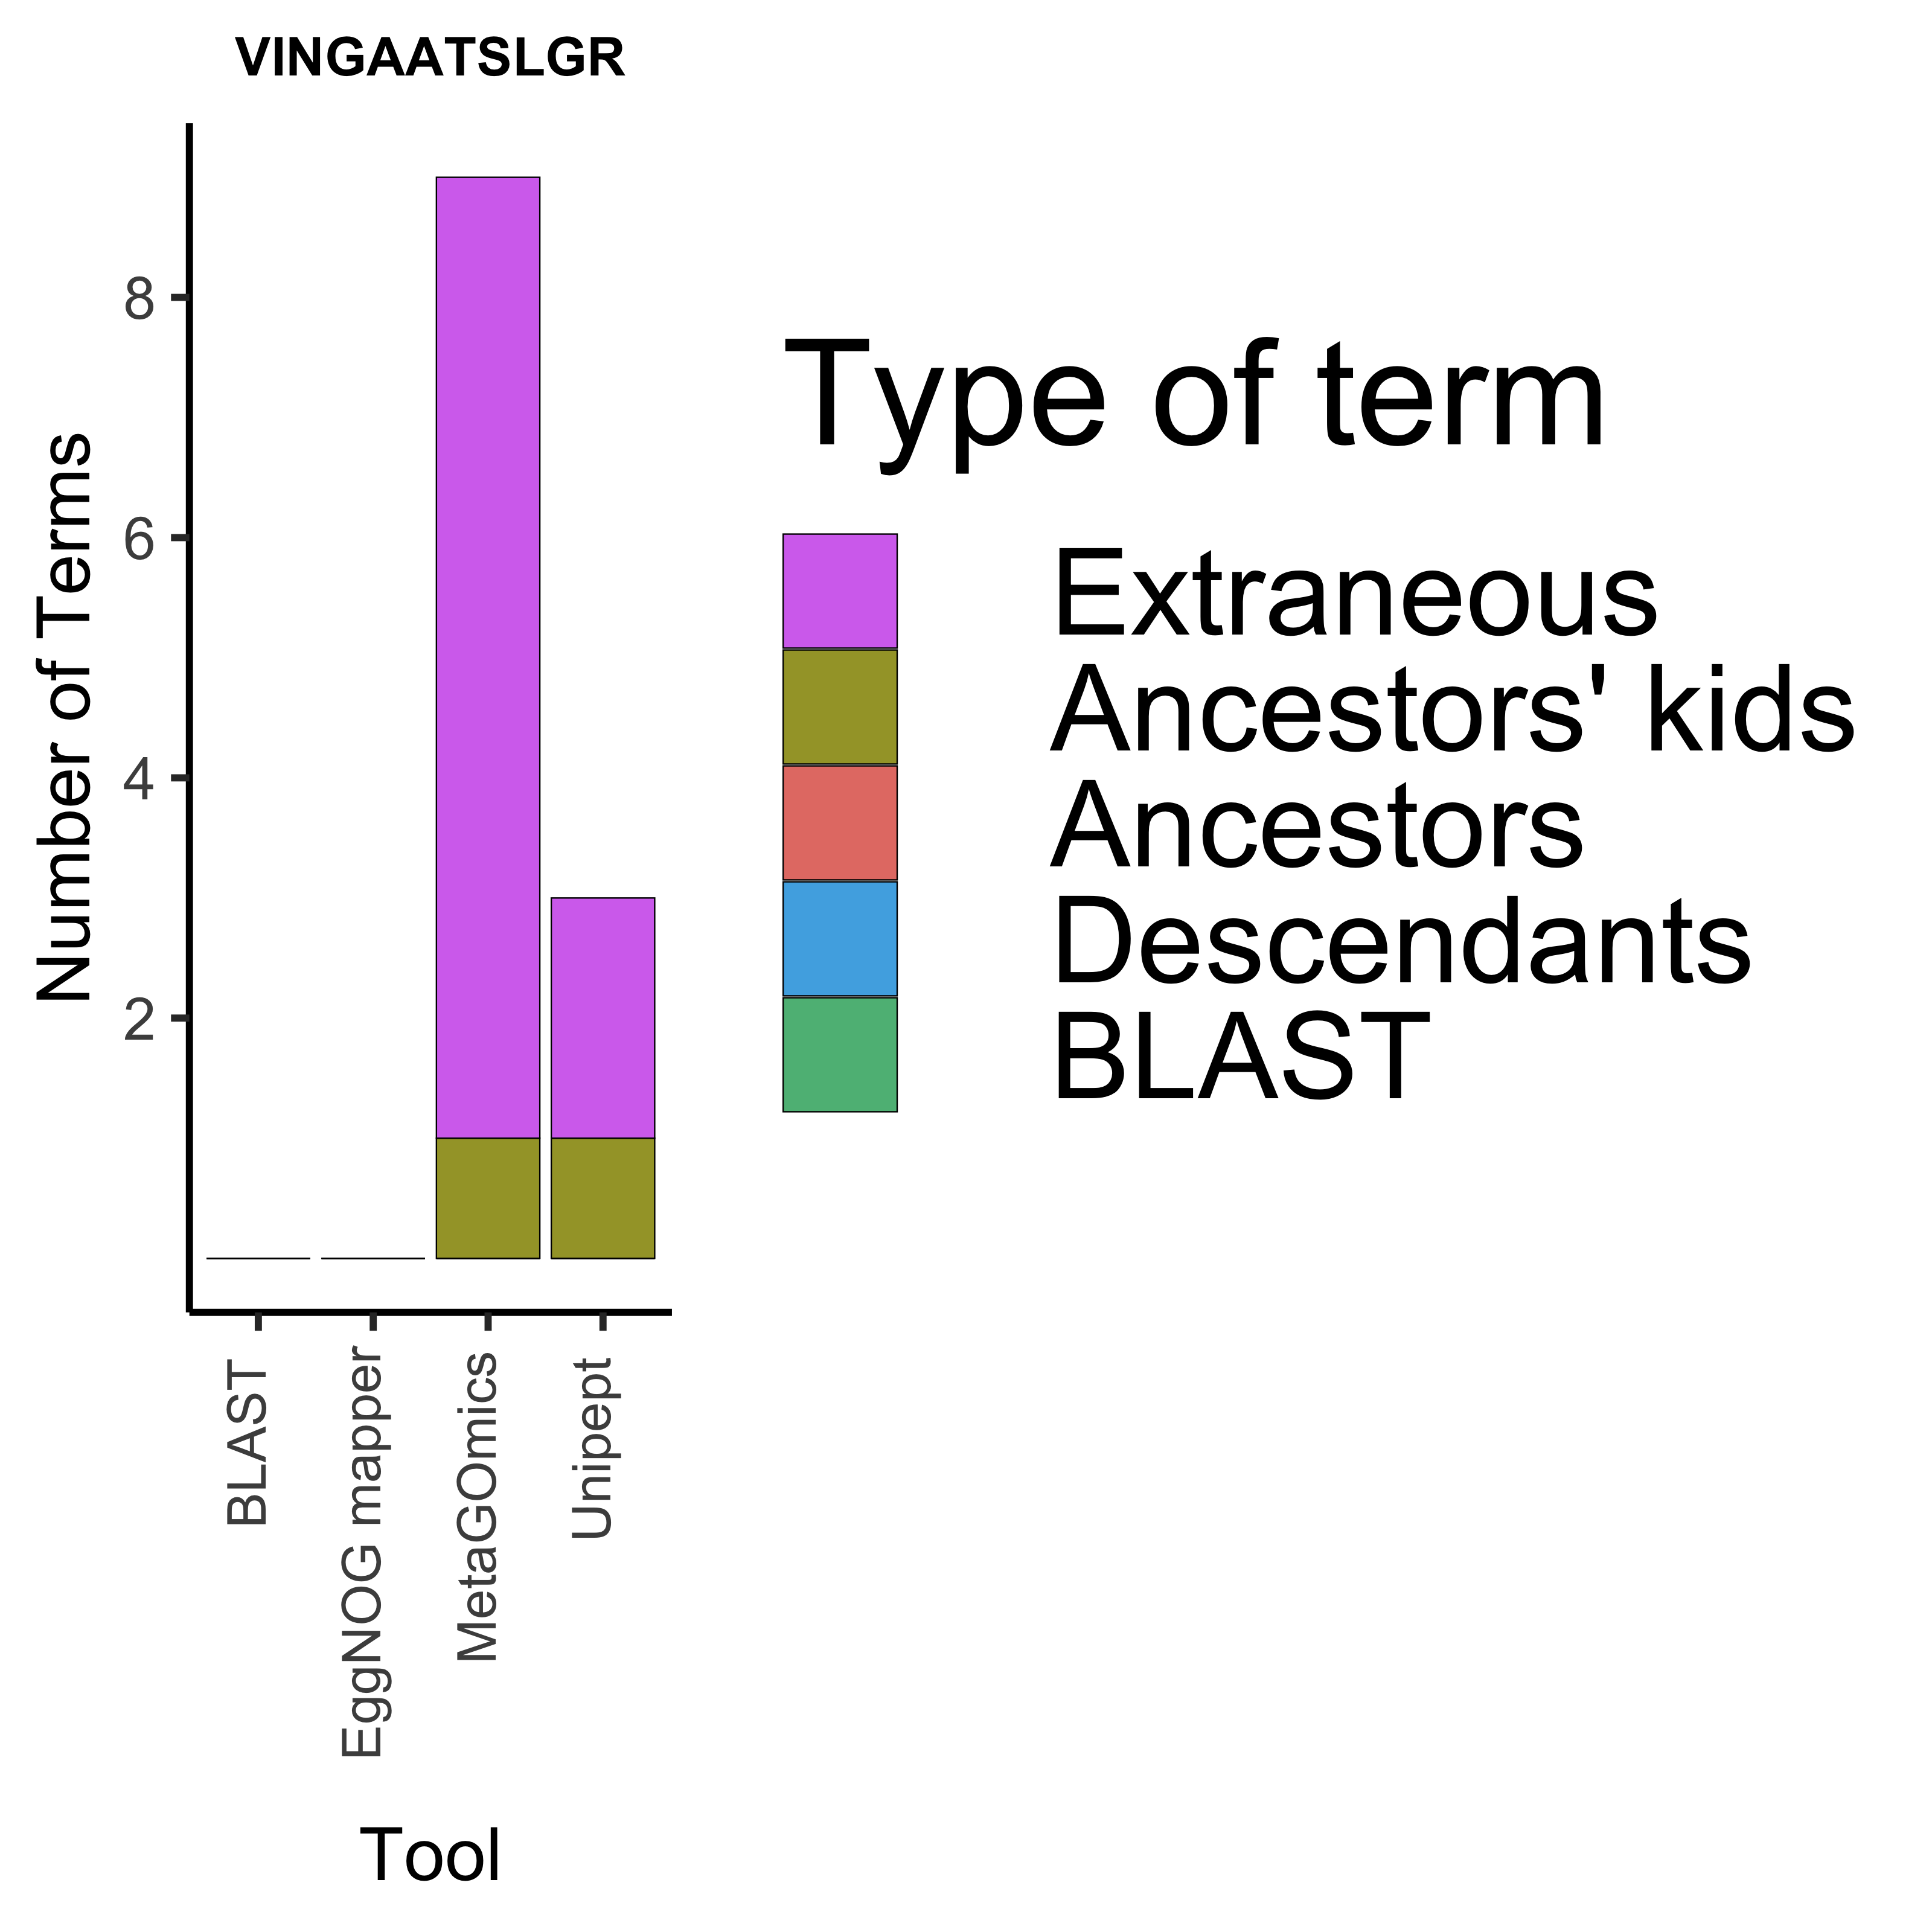 VINGAAATSLGR
Number of Terms
8
6
4
2
BLAST
EggNOG mapper
MetaGOmics
Unipept
Tool
Type of term
Extraneous
Ancestors' kids
Ancestors
Descendants
BLAST